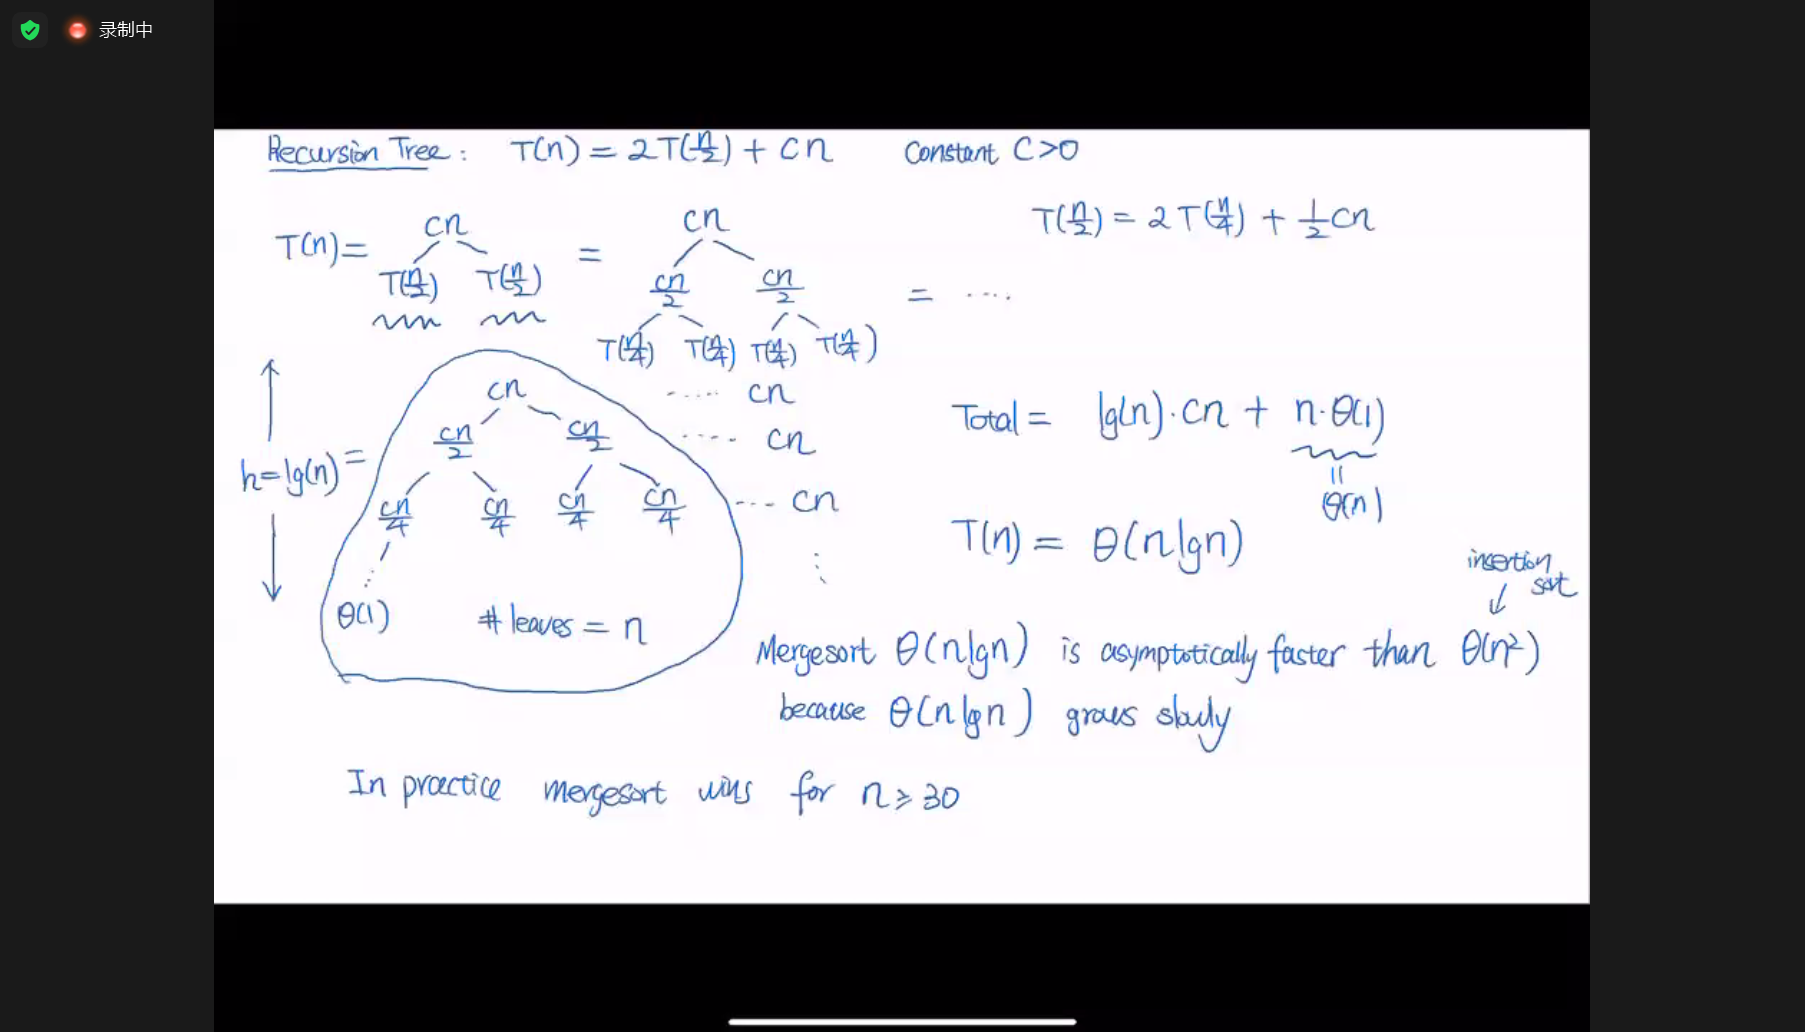 录制中
Recursion Tree: T(n) = 2T(n/2) + cn   Constant C>0
T(n/2) = 2T(n/4) + 1/2 cn
T(n) = cn = cn = ....
T(n/2) T(n/2)   cn/2 cn/2
T(n/4) T(n/4) T(n/4) T(n/4)
h=lg(n) =
cn ..... cn
cn/2 cn/2 ..... cn
cn/4 cn/4 cn/4 cn/4 ... cn
θ(1)   # leaves = n
Total = lg(n)·cn + n·θ(1)
=
θ(n)
T(n) = θ(nlgn)
insertion
sort
Mergesort θ(nlgn) is asymptotically faster than θ(n²)
because θ(nlgn) grows slowly
In practice mergesort wins for n ≥ 30